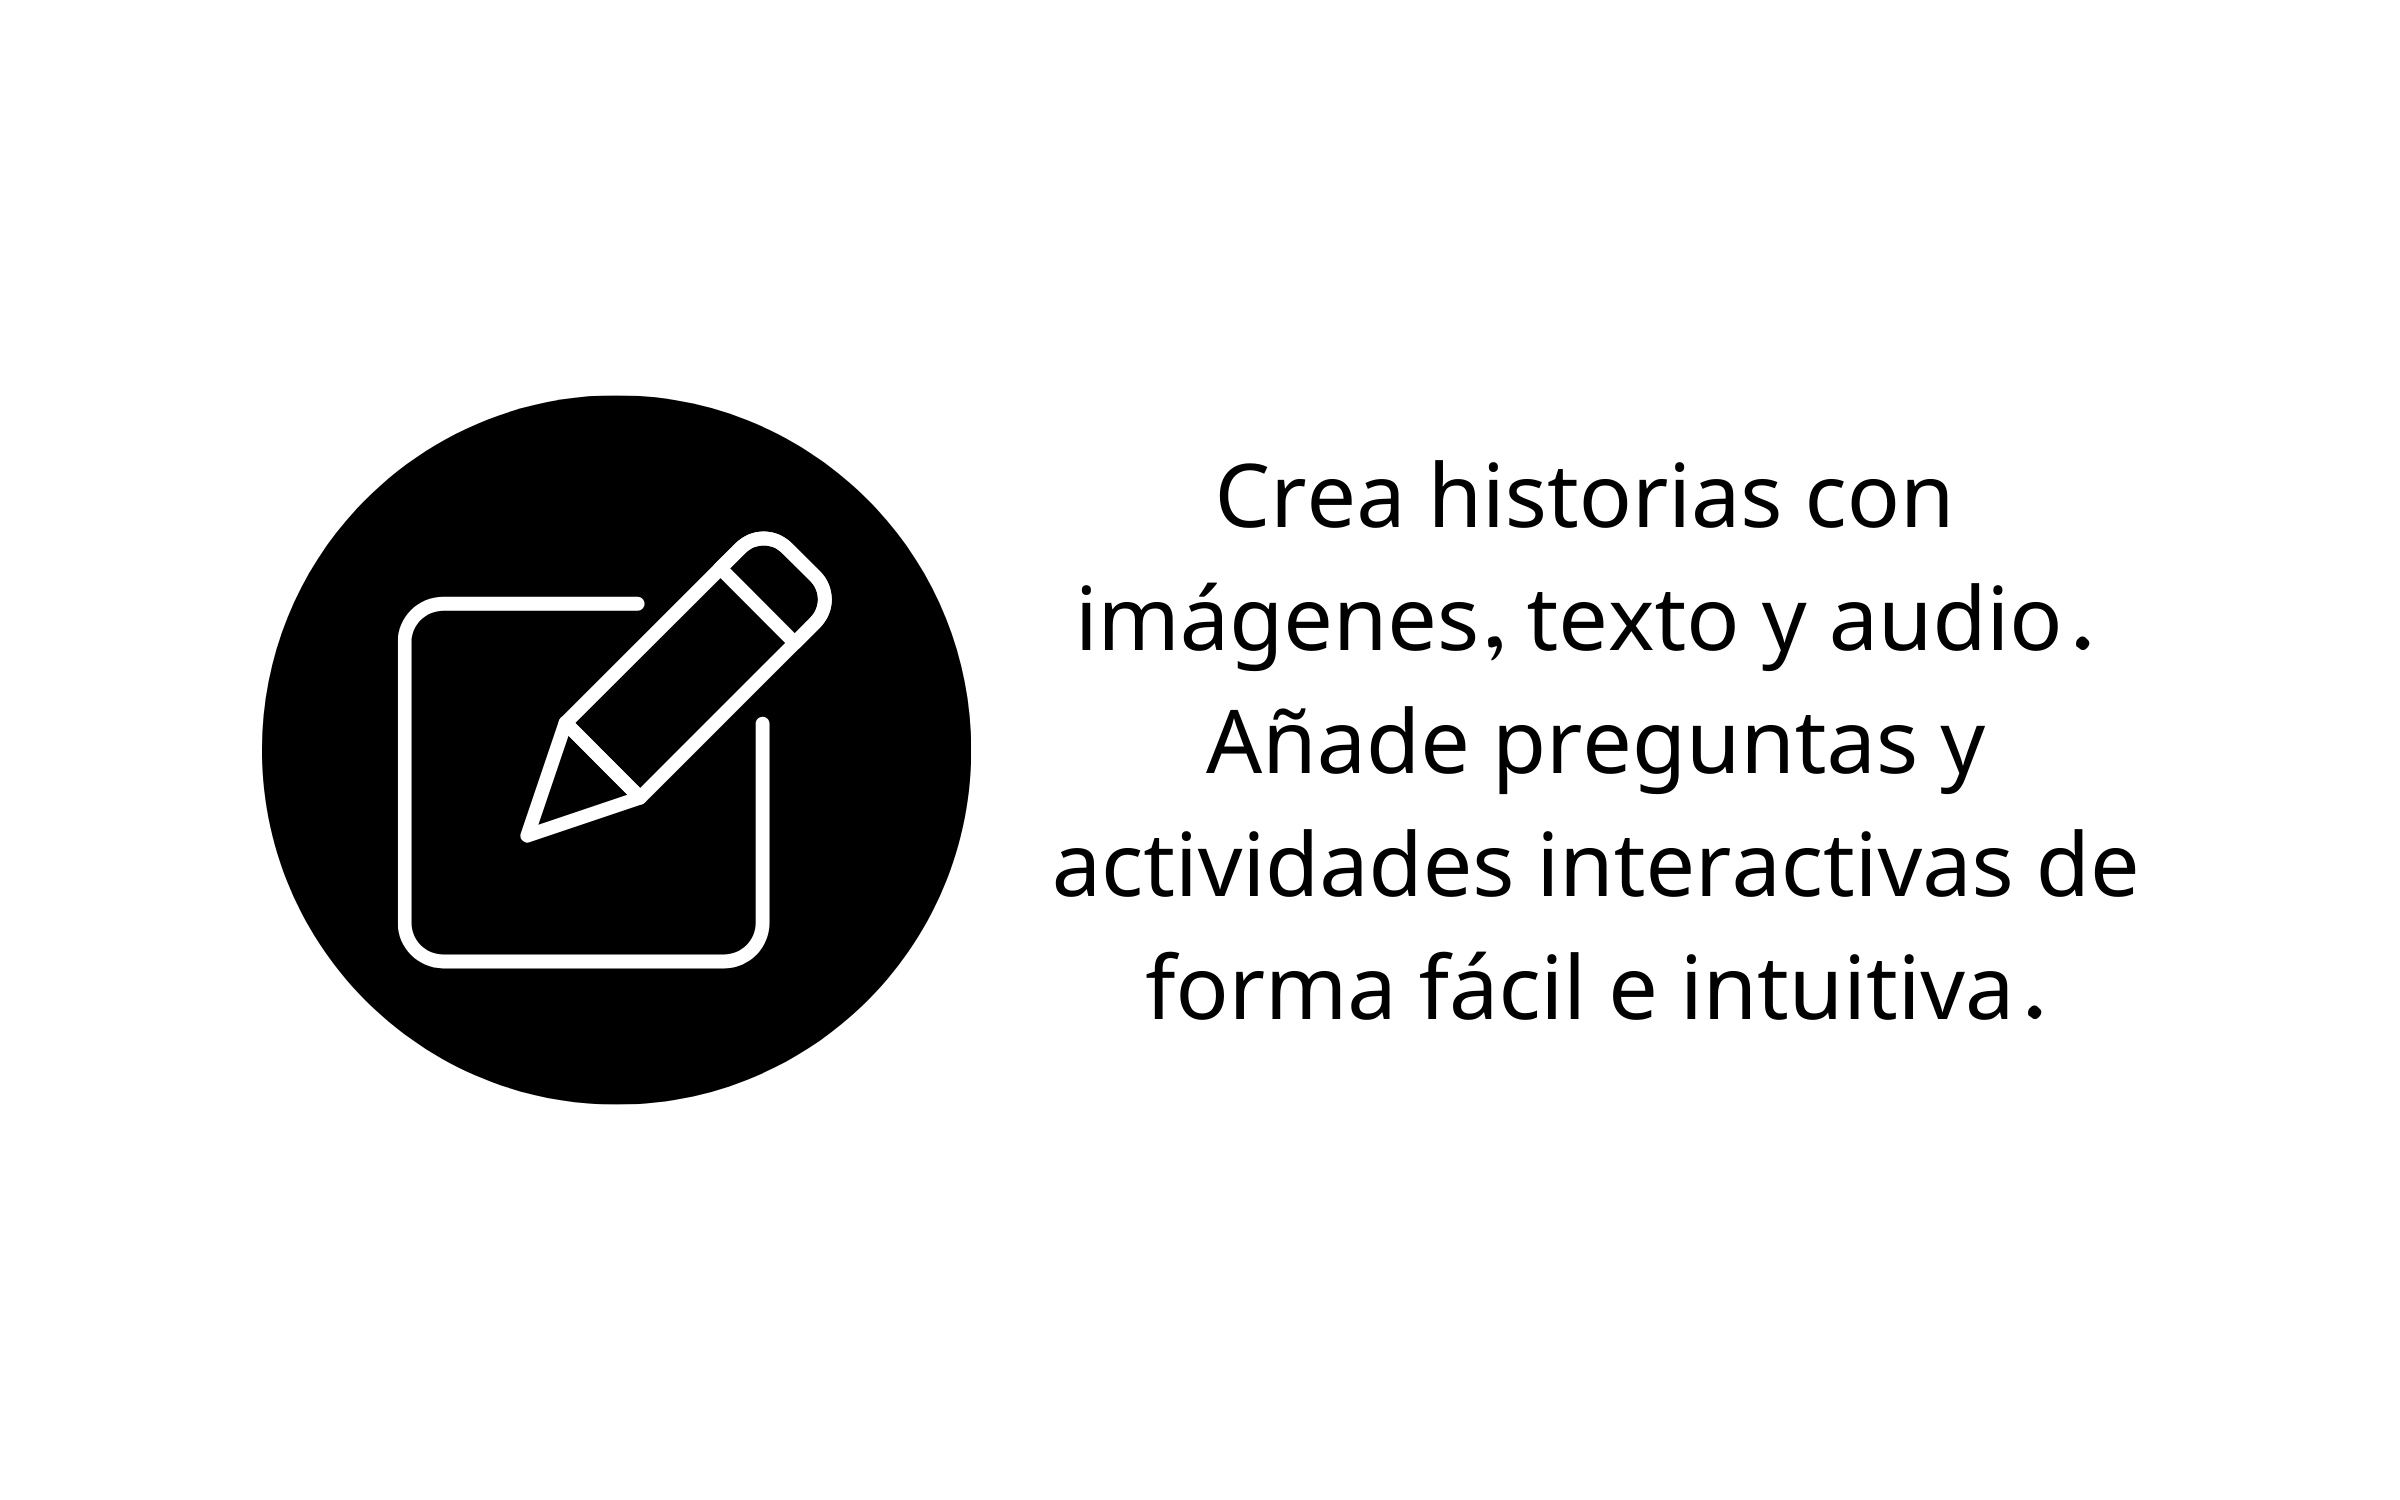 Crea historias con
imágenes, texto y audio.
Añade preguntas y
actividades interactivas de
forma fácil e intuitiva.